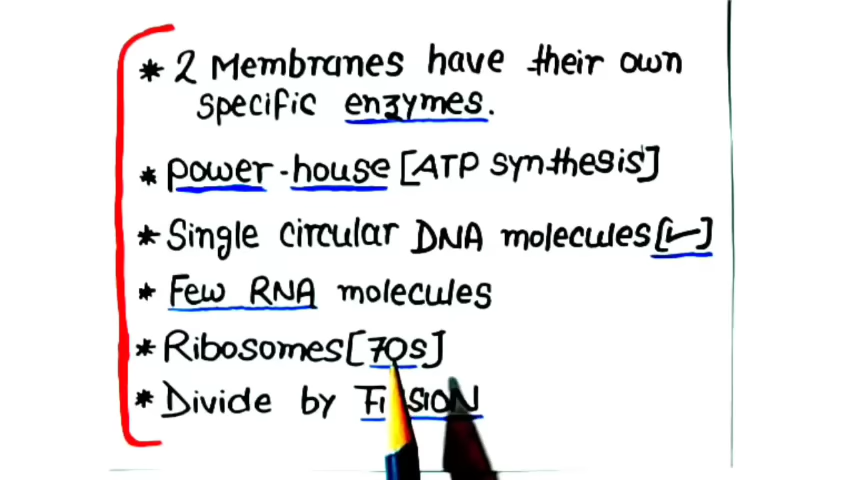 * 2 Membranes have their own
specific enzymes.
* power-house [ATP synthesis]
* Single circular DNA molecules [✓]
* Few RNA molecules
* Ribosomes [70s]
* Divide by